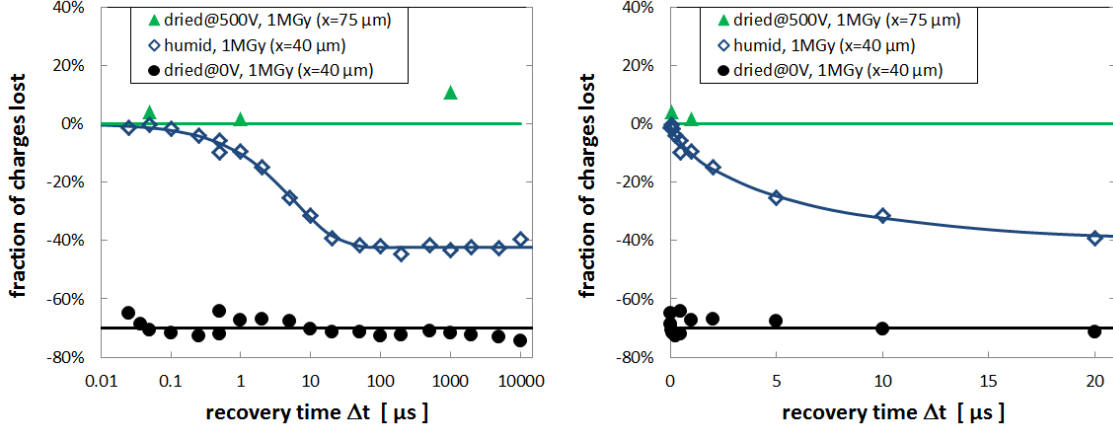 40%
20%
0%
-20%
-40%
-60%
-80%
fraction of charges lost
dried@500V, 1MGy (x=75 µm)
humid, 1MGy (x=40 µm)
dried@0V, 1MGy (x=40 µm)
0.01 0.1 1 10 100 1000 10000
recovery time Δt [ µs ]
40%
20%
0%
-20%
-40%
-60%
-80%
fraction of charges lost
dried@500V, 1MGy (x=75 µm)
humid, 1MGy (x=40 µm)
dried@0V, 1MGy (x=40 µm)
0 5 10 15 20
recovery time Δt [ µs ]